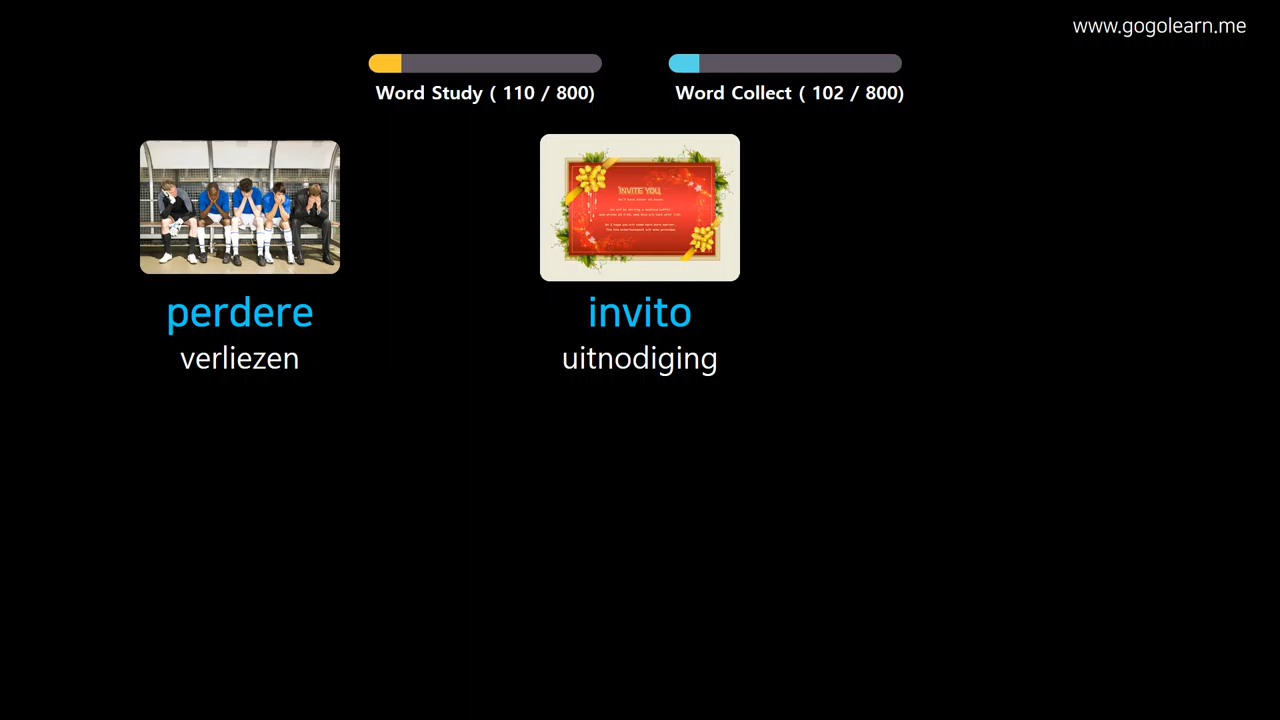 www.gogolearn.me
Word Study ( 110 / 800)
Word Collect ( 102 / 800)
INVITE YOU
perdere
verliezen
invito
uitnodiging